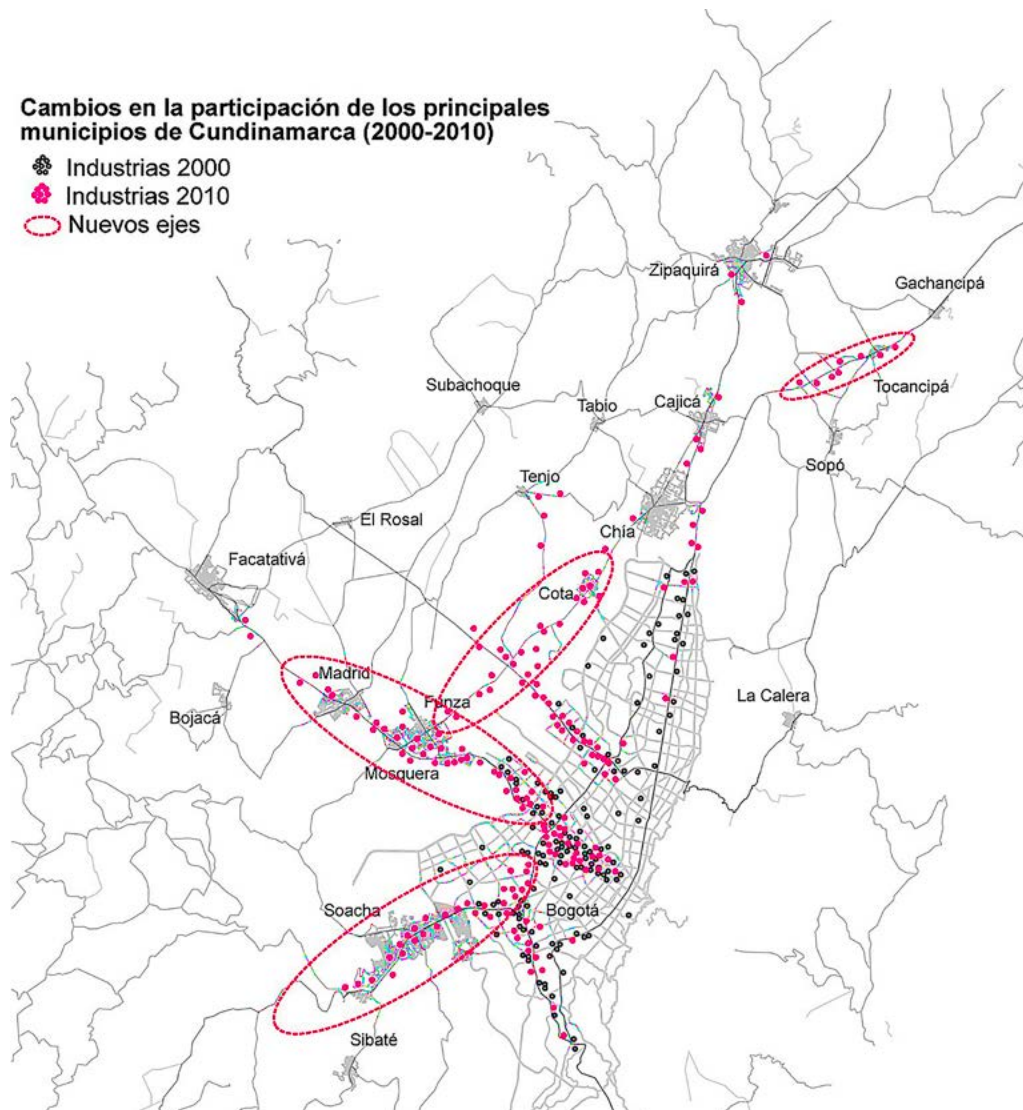 Cambios en la participación de los principales
municipios de Cundinamarca (2000-2010)
Industrias 2000
Industrias 2010
Nuevos ejes
Zipaquirá
Gachancipá
Tocancipá
Subachoque
Tabio
Cajicá
Sopó
Tenjo
El Rosal
Chía
Facatativá
Cota
Madrid
Funza
La Calera
Bojacá
Mosquera
Soacha
Bogotá
Sibaté